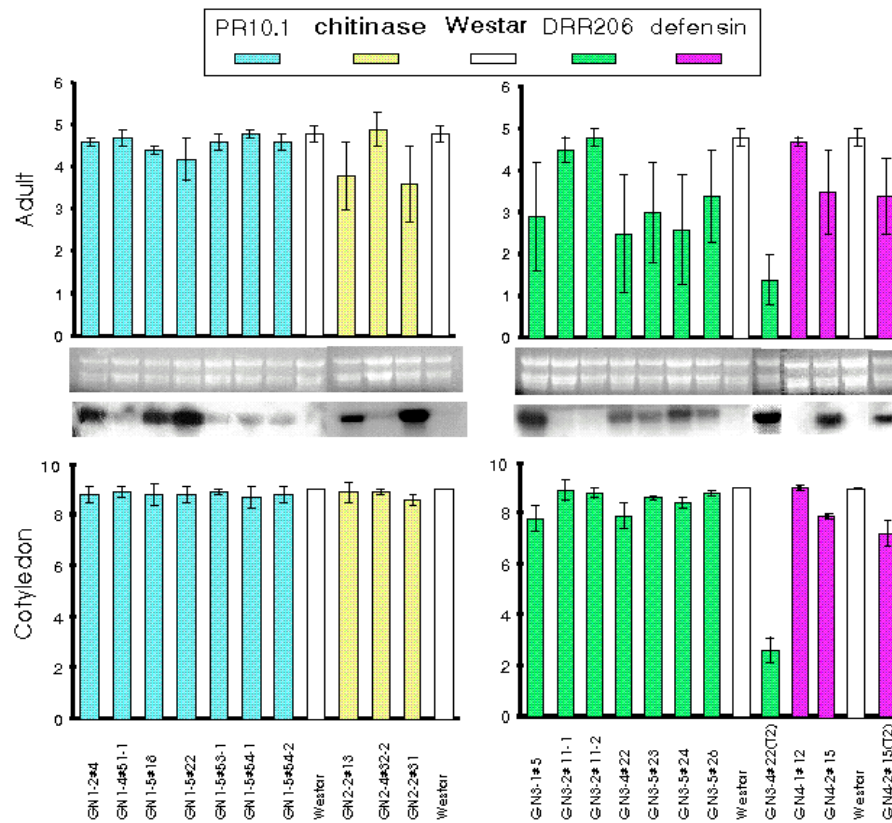 PR10.1 chitinase Westar DRR206 defensin
Adult
6
5
4
3
2
1
0
6
5
4
3
2
1
0
Cotyledon
10
8
6
4
2
0
10
8
6
4
2
0
GN1-2#4
GN1-4#51-1
GN1-5#18
GN1-5#22
GN1-5#53-1
GN1-5#54-1
GN1-5#54-2
Westar
GN2-2#13
GN2-4#32-2
GN2-2#31
Westar
GN3-1#5
GN3-2#11-1
GN3-2#11-2
GN3-4#22
GN3-5#23
GN3-5#24
GN3-5#26
Westar
GN3-4#22(T2)
GN4-1#12
GN4-2#15
Westar
GN4-2#15(T2)